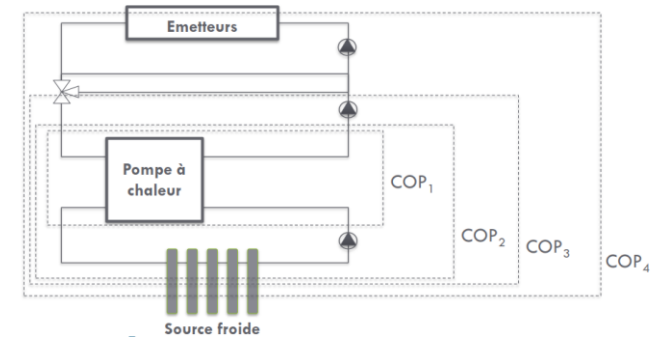 Emetteurs
Pompe à
chaleur
COP1
COP2
COP3
COP4
Source froide